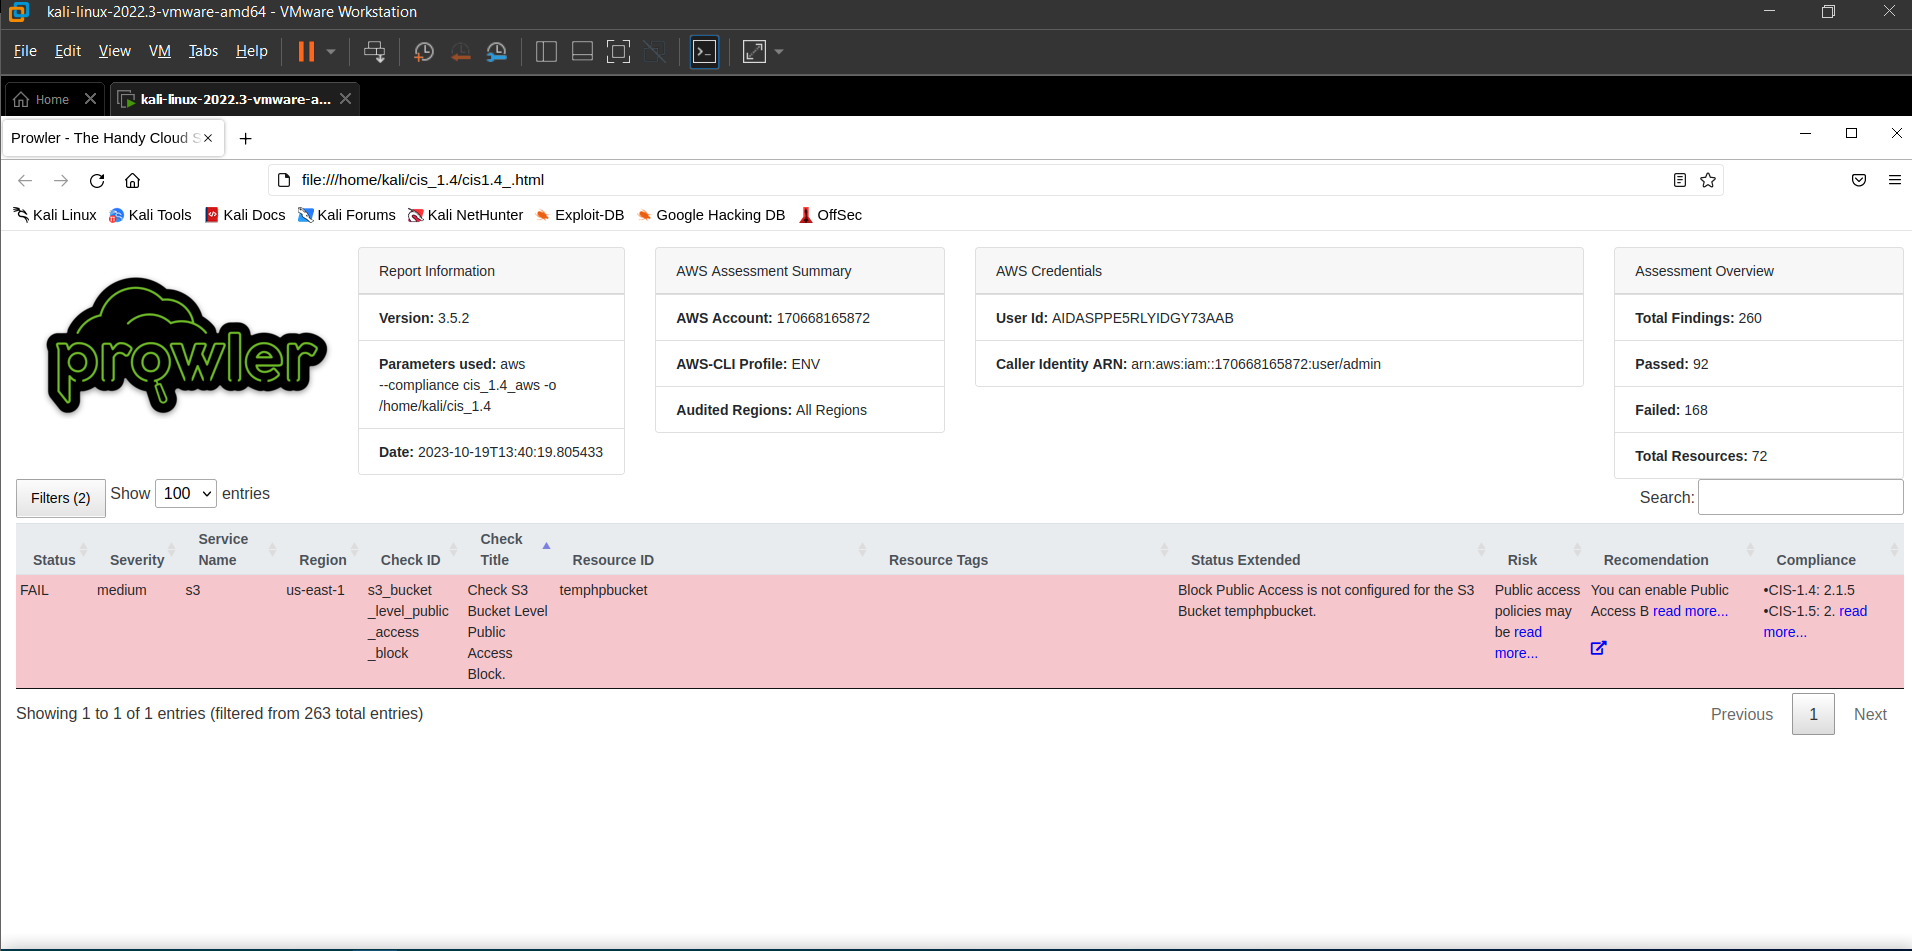 kali-linux-2022.3-vmware-amd64 - VMware Workstation
File Edit View VM Tabs Help
Home kali-linux-2022.3-vmware-a...
Prowler - The Handy Cloud S
file:///home/kali/cis_1.4/cis1.4_.html
Kali Linux Kali Tools Kali Docs Kali Forums Kali NetHunter Exploit-DB Google Hacking DB OffSec
prowler
Report Information
Version: 3.5.2
Parameters used: aws
--compliance cis_1.4_aws -o
/home/kali/cis_1.4
Date: 2023-10-19T13:40:19.805433
AWS Assessment Summary
AWS Account: 170668165872
AWS-CLI Profile: ENV
Audited Regions: All Regions
AWS Credentials
User Id: AIDASPPE5RLYIDGY73AAB
Caller Identity ARN: arn:aws:iam::170668165872:user/admin
Assessment Overview
Total Findings: 260
Passed: 92
Failed: 168
Total Resources: 72
Filters (2) Show 100 entries
Search:
Status
Severity
Service
Name
Region
Check ID
Check
Title
Resource ID
Resource Tags
Status Extended
Risk
Recomendation
Compliance
FAIL
medium
s3
us-east-1
s3_bucket
_level_public
_access
_block
Check S3
Bucket Level
Public
Access
Block.
temphpbucket
Block Public Access is not configured for the S3
Bucket temphpbucket.
Public access
policies may
be read
more...
You can enable Public
Access B read more...
•CIS-1.4: 2.1.5
•CIS-1.5: 2. read
more...
Showing 1 to 1 of 1 entries (filtered from 263 total entries)
Previous 1 Next